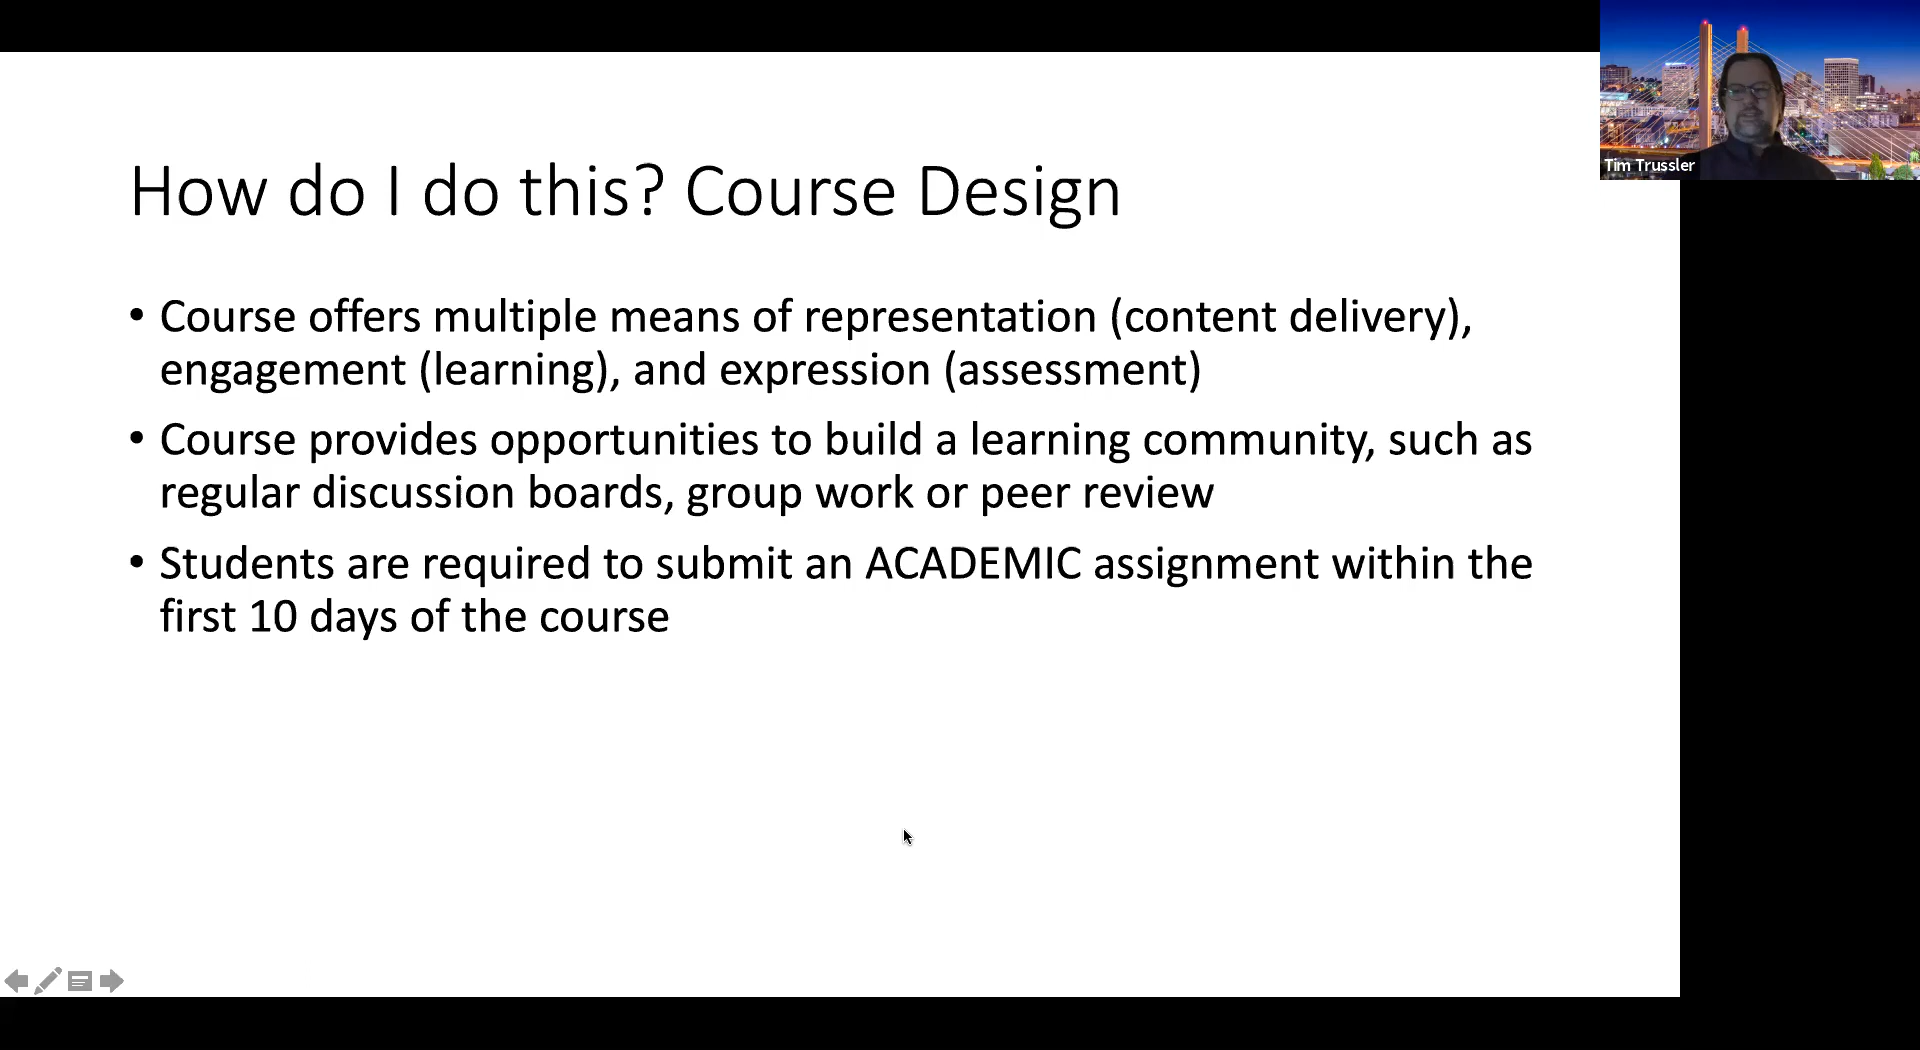 How do I do this? Course Design
• Course offers multiple means of representation (content delivery),
engagement (learning), and expression (assessment)
• Course provides opportunities to build a learning community, such as
regular discussion boards, group work or peer review
• Students are required to submit an ACADEMIC assignment within the
first 10 days of the course
Tim Trussler